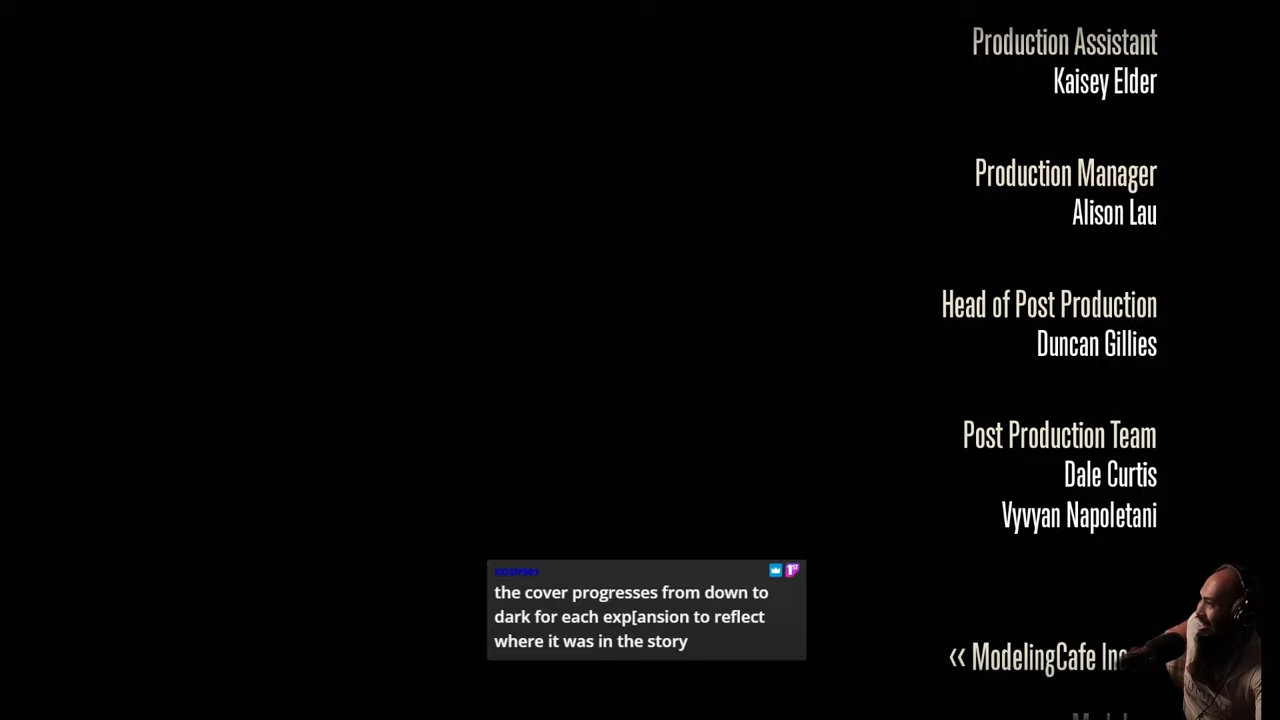 Production Assistant
Kaisey Elder
Production Manager
Alison Lau
Head of Post Production
Duncan Gillies
Post Production Team
Dale Curtis
Vyvyan Napoletani
the cover progresses from down to
dark for each exp[ansion to reflect
where it was in the story
« ModelingCafe Inc